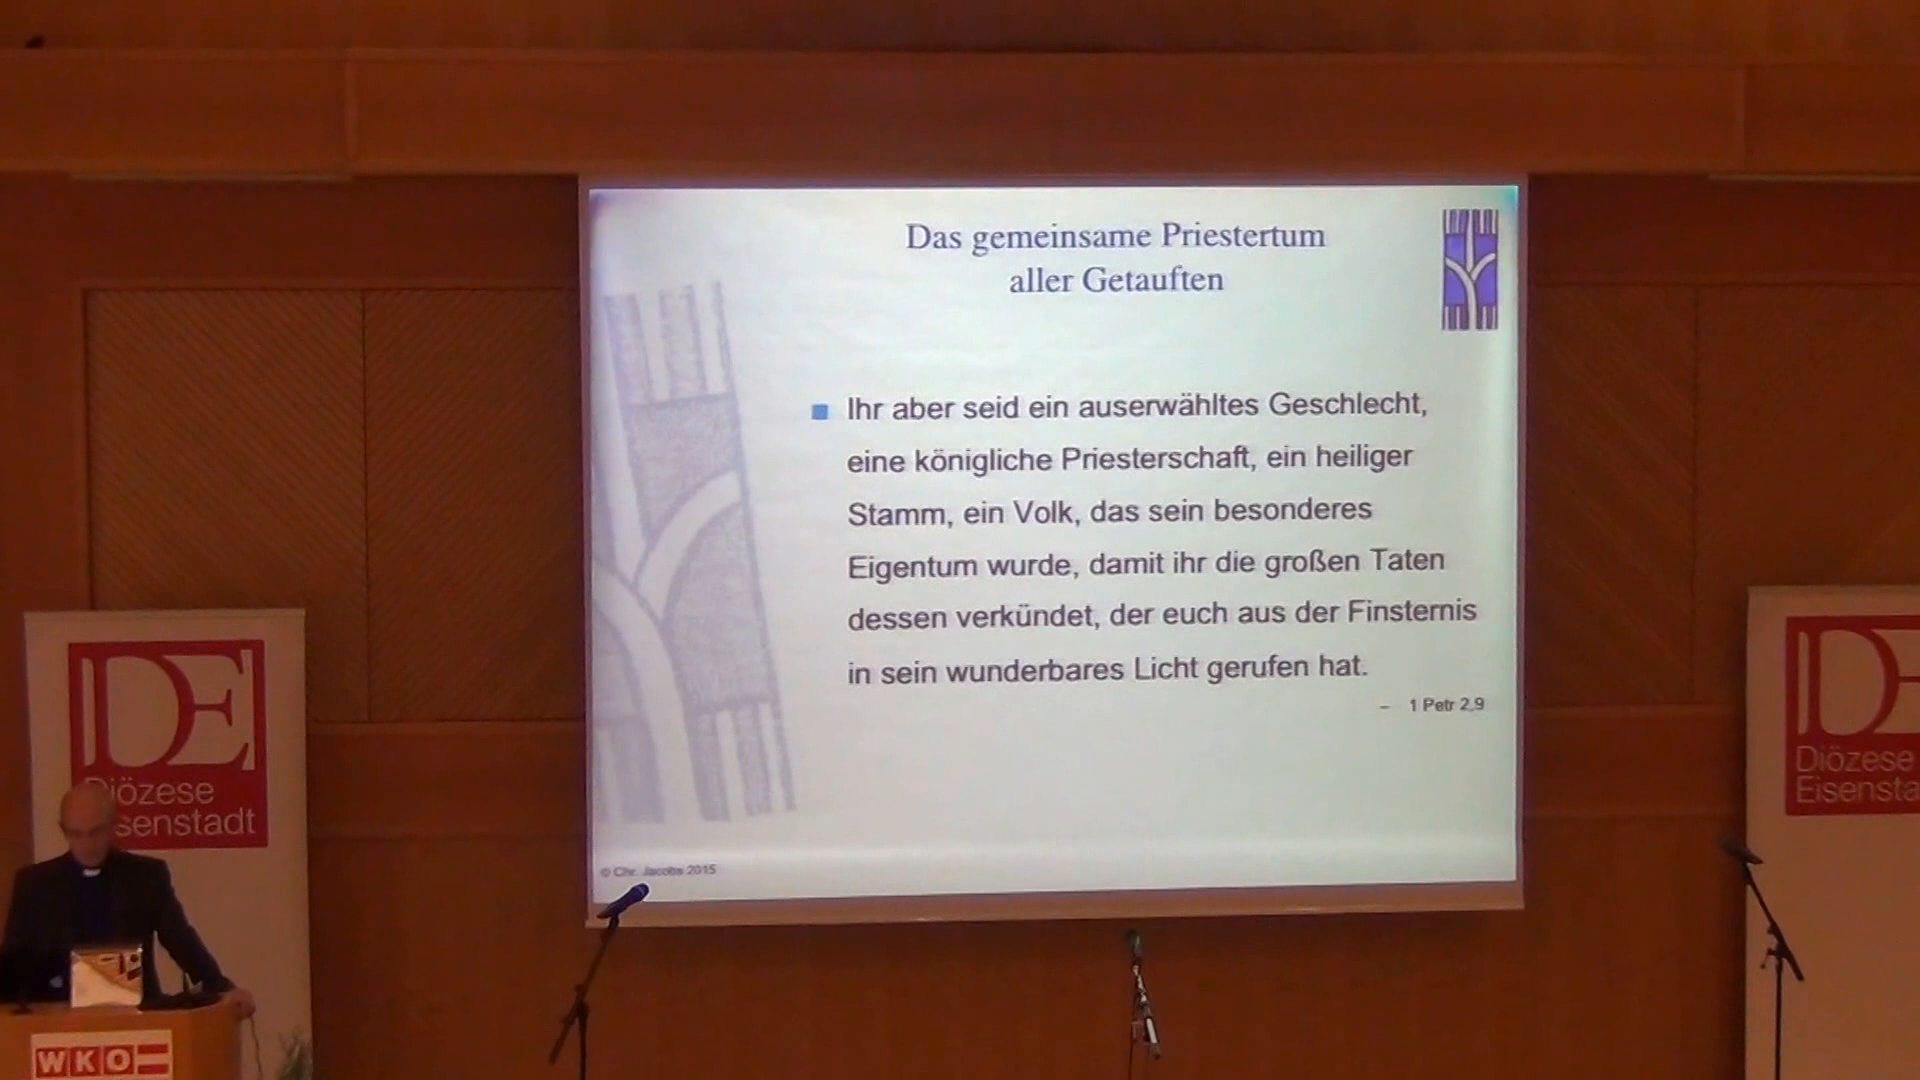 Das gemeinsame Priestertum
aller Getauften
Ihr aber seid ein auserwähltes Geschlecht,
eine königliche Priesterschaft, ein heiliger
Stamm, ein Volk, das sein besonderes
Eigentum wurde, damit ihr die großen Taten
dessen verkündet, der euch aus der Finsternis
in sein wunderbares Licht gerufen hat.
– 1 Petr 2,9
© Chr. Jacobs 2015
DE
Diözese
senstadt
DE
Diözese
Eisensta
WKO